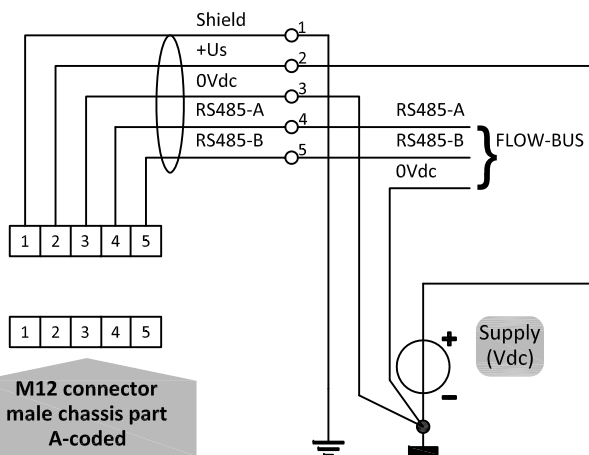 Shield
1
+Us
2
0Vdc
3
RS485-A
4
RS485-A
RS485-B
5
RS485-B
FLOW-BUS
0Vdc
1 2 3 4 5
1 2 3 4 5
+
Supply
(Vdc)
-
M12 connector
male chassis part
A-coded